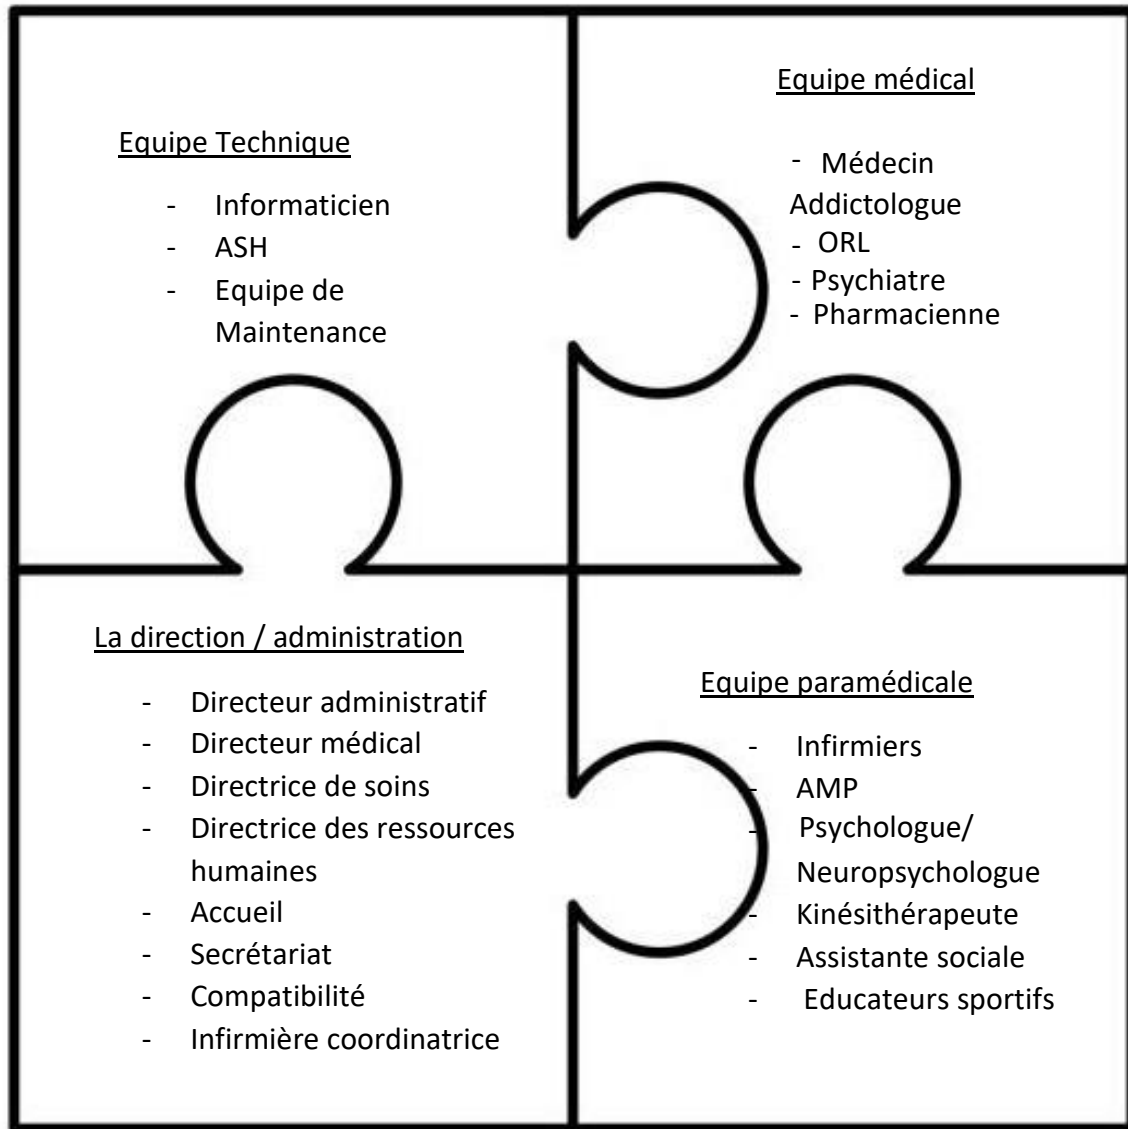 Equipe Technique
- Informaticien
- ASH
- Equipe de
Maintenance
Equipe médical
- Médecin
Addictologue
- ORL
- Psychiatre
- Pharmacienne
La direction / administration
- Directeur administratif
- Directeur médical
- Directrice de soins
- Directrice des ressources
humaines
- Accueil
- Secrétariat
- Compatibilité
- Infirmière coordinatrice
Equipe paramédicale
- Infirmiers
- AMP
- Psychologue/
Neuropsychologue
- Kinésithérapeute
- Assistante sociale
- Educateurs sportifs